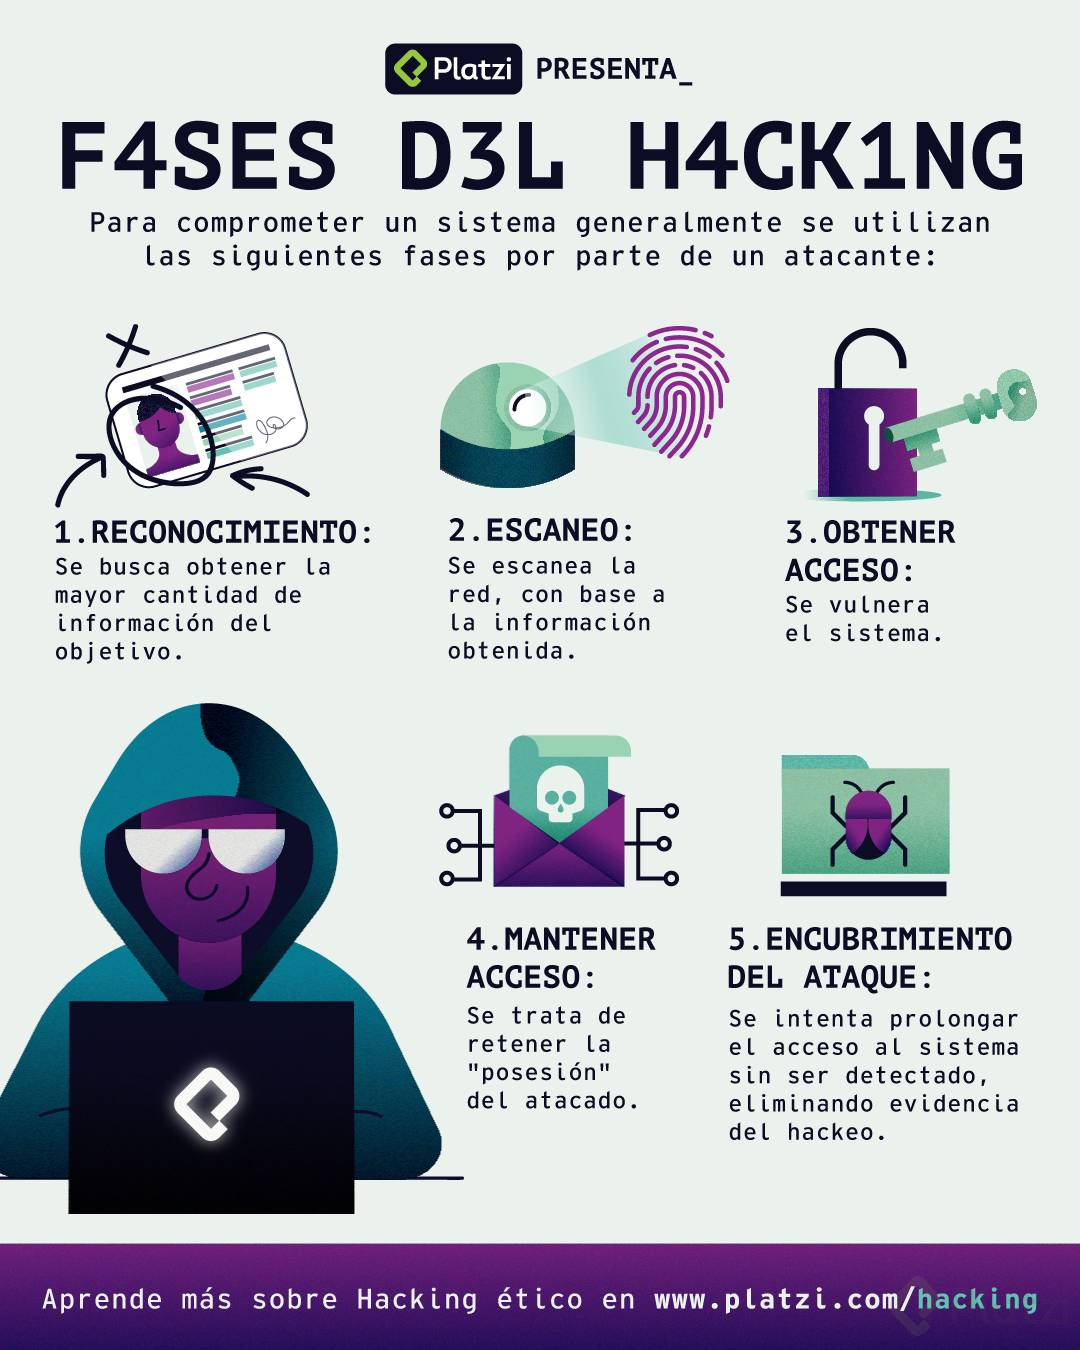 Platzi PRESENTA_
F4SES D3L H4CK1NG
Para comprometer un sistema generalmente se utilizan
las siguientes fases por parte de un atacante:
1.RECONOCIMIENTO:
Se busca obtener la
mayor cantidad de
información del
objetivo.
2.ESCANEO:
Se escanea la
red, con base a
la información
obtenida.
3.OBTENER
ACCESO:
Se vulnera
el sistema.
4.MANTENER
ACCESO:
Se trata de
retener la
"posesión"
del atacado.
5.ENCUBRIMIENTO
DEL ATAQUE:
Se intenta prolongar
el acceso al sistema
sin ser detectado,
eliminando evidencia
del hackeo.
Aprende más sobre Hacking ético en www.platzi.com/hacking